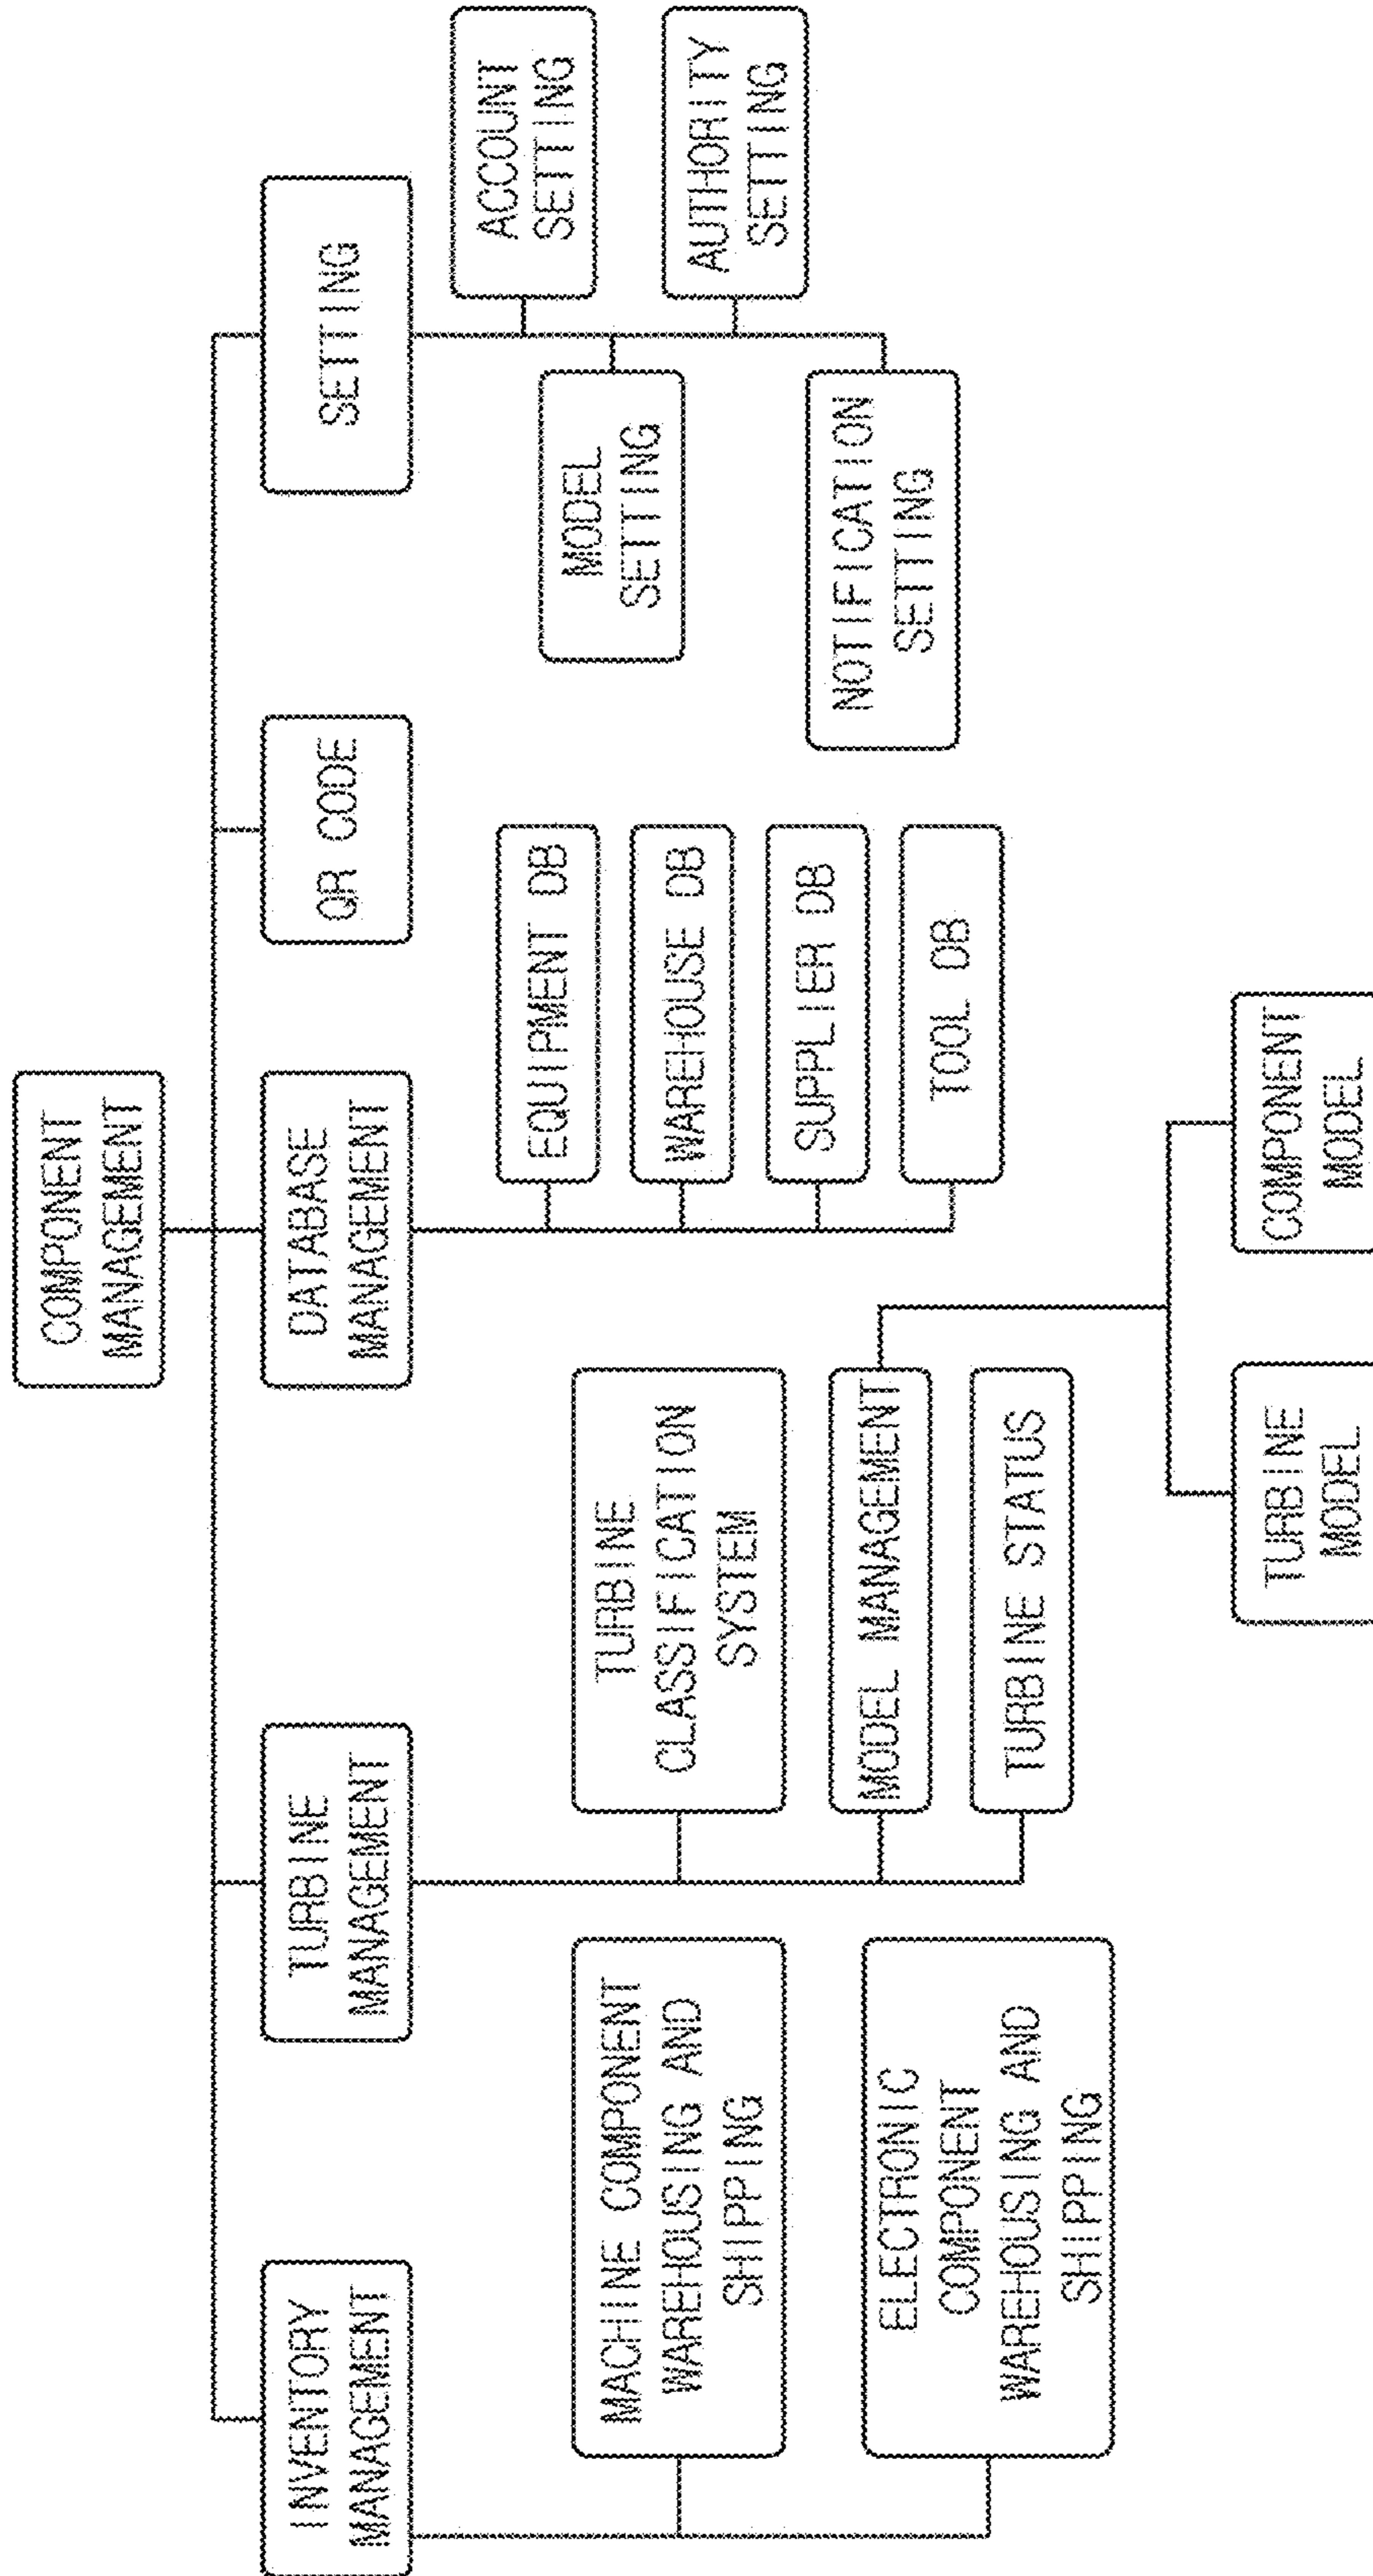 COMPONENT
MANAGEMENT
INVENTORY
MANAGEMENT
TURBINE
MANAGEMENT
DATABASE
MANAGEMENT
QR CODE
SETTING
MACHINE COMPONENT
WAREHOUSING AND
SHIPPING
ELECTRONIC
COMPONENT
WAREHOUSING AND
SHIPPING
TURBINE
CLASSIFICATION
SYSTEM
MODEL MANAGEMENT
TURBINE STATUS
TURBINE
MODEL
COMPONENT
MODEL
EQUIPMENT DB
WAREHOUSE DB
SUPPLIER DB
TOOL DB
ACCOUNT
SETTING
MODEL
SETTING
AUTHORITY
SETTING
NOTIFICATION
SETTING